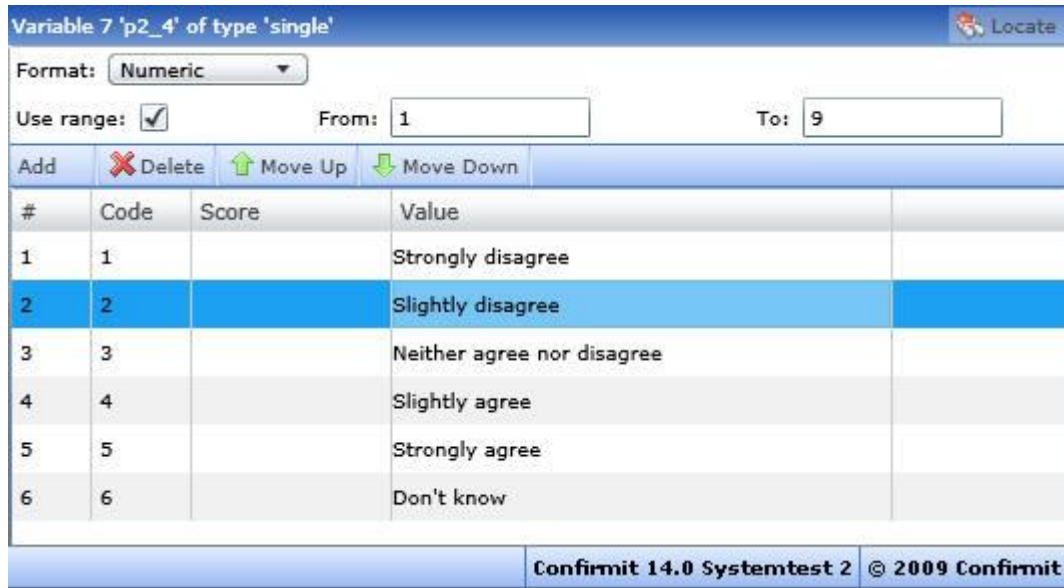 Variable 7 'p2_4' of type 'single' Locate
Format: Numeric
Use range: From: 1 To: 9
Add Delete Move Up Move Down
# Code Score Value
1 1 Strongly disagree
2 2 Slightly disagree
3 3 Neither agree nor disagree
4 4 Slightly agree
5 5 Strongly agree
6 6 Don't know
Confirmit 14.0 Systemtest 2 © 2009 Confirmit